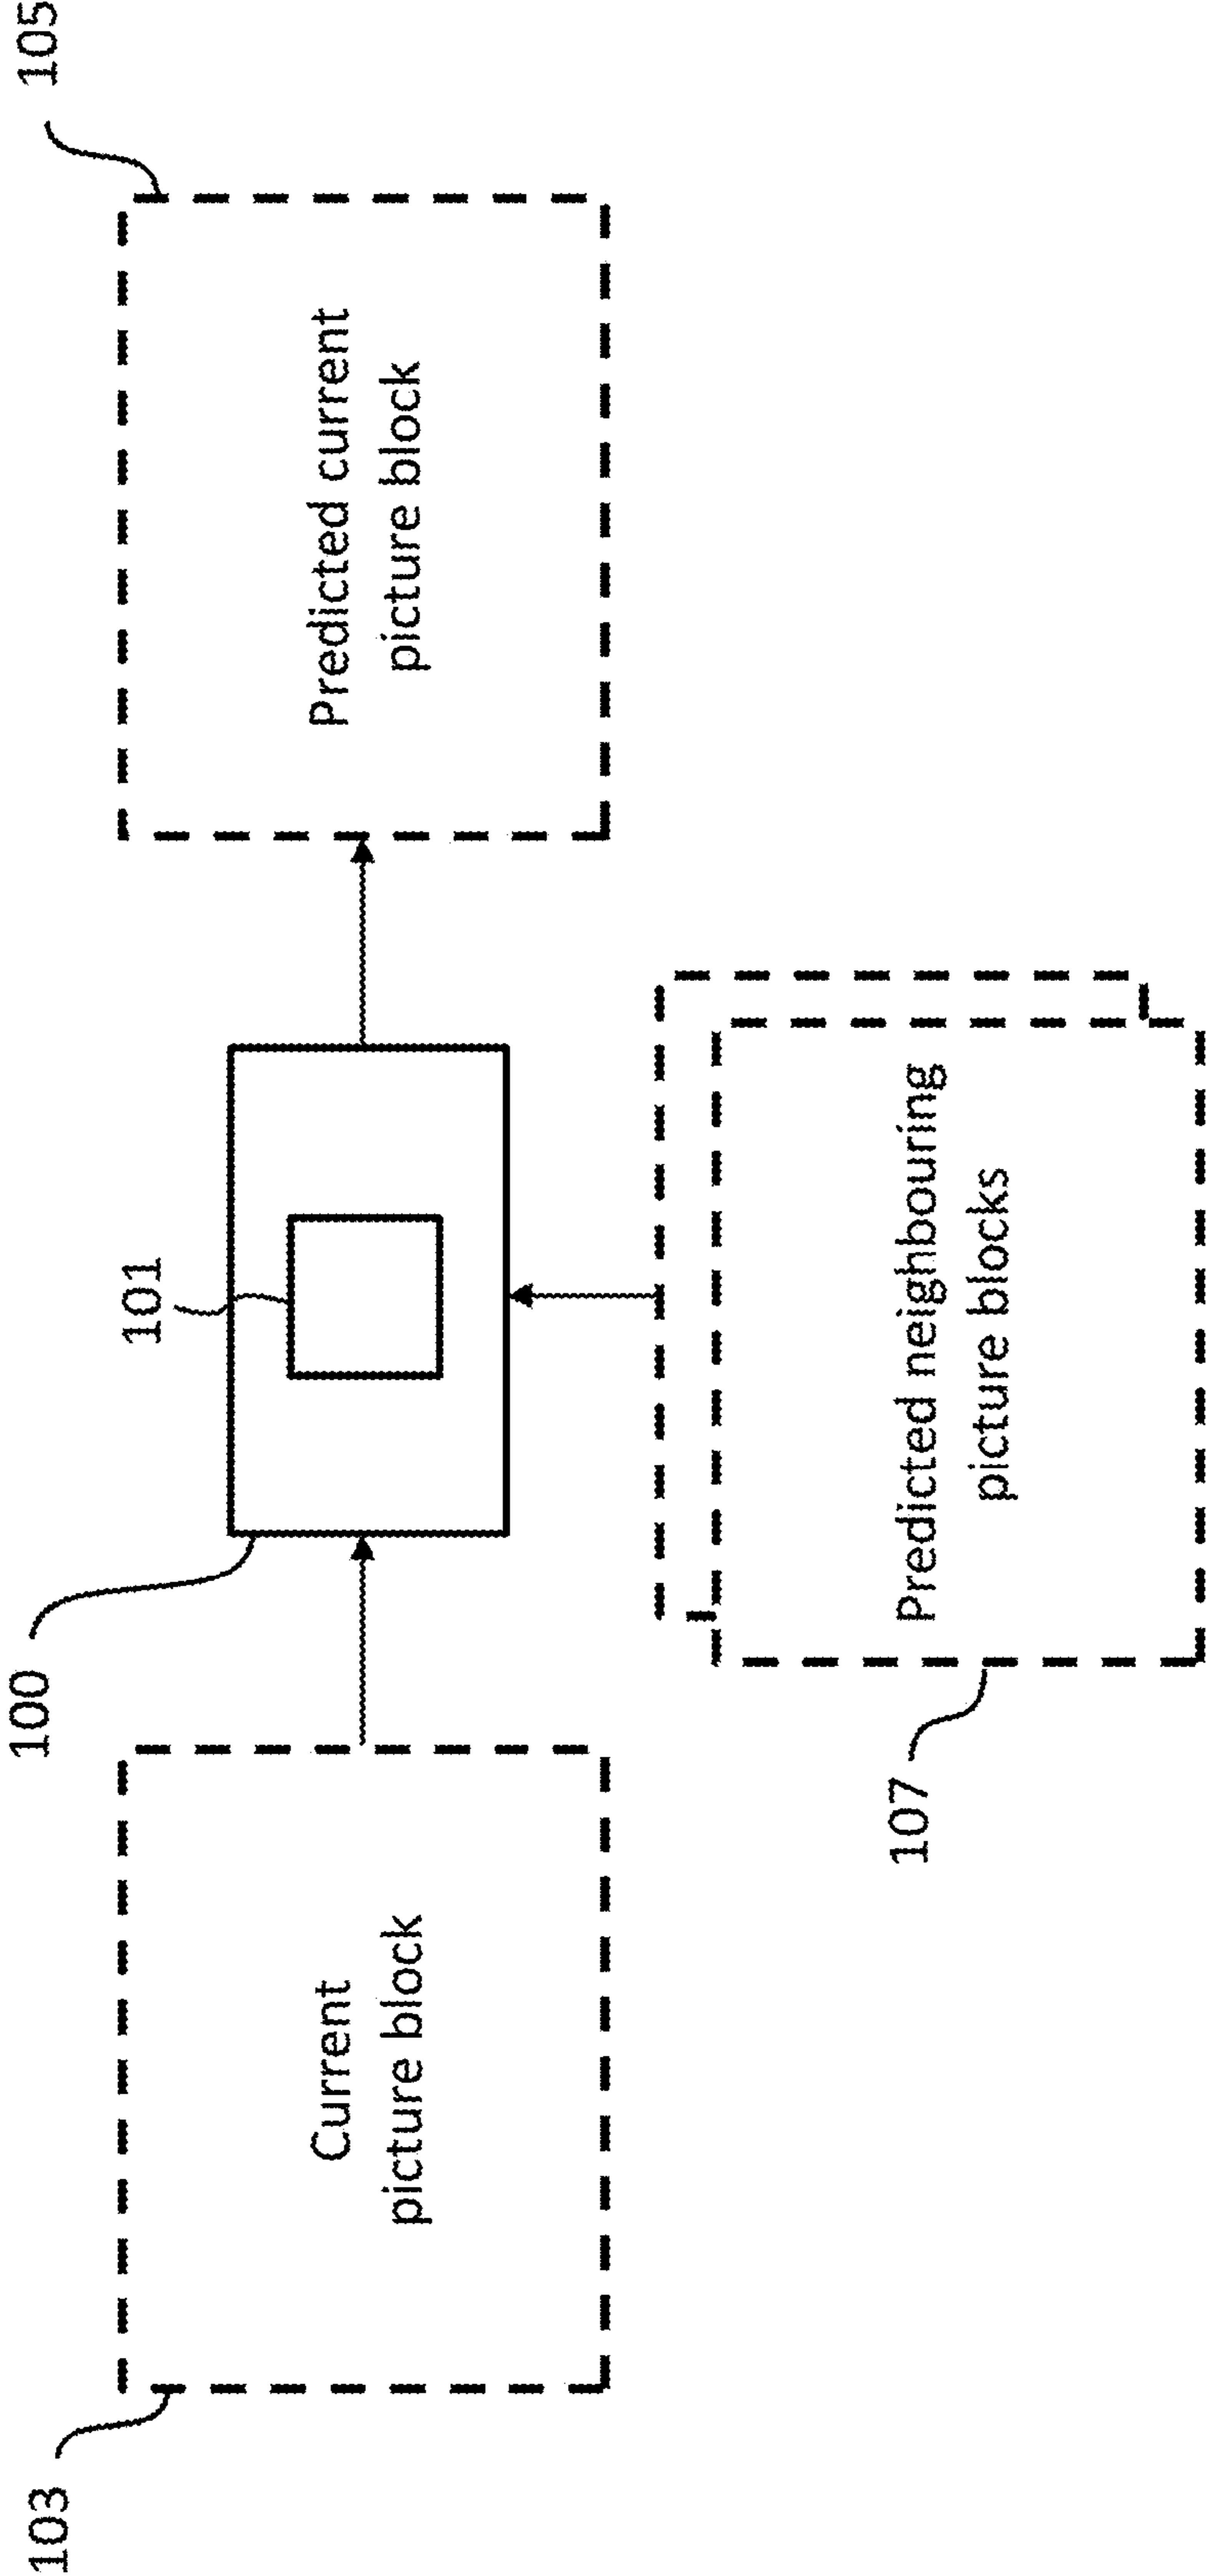 103
Current
picture block
100
101
Predicted current
picture block
105
107
Predicted neighbouring
picture blocks